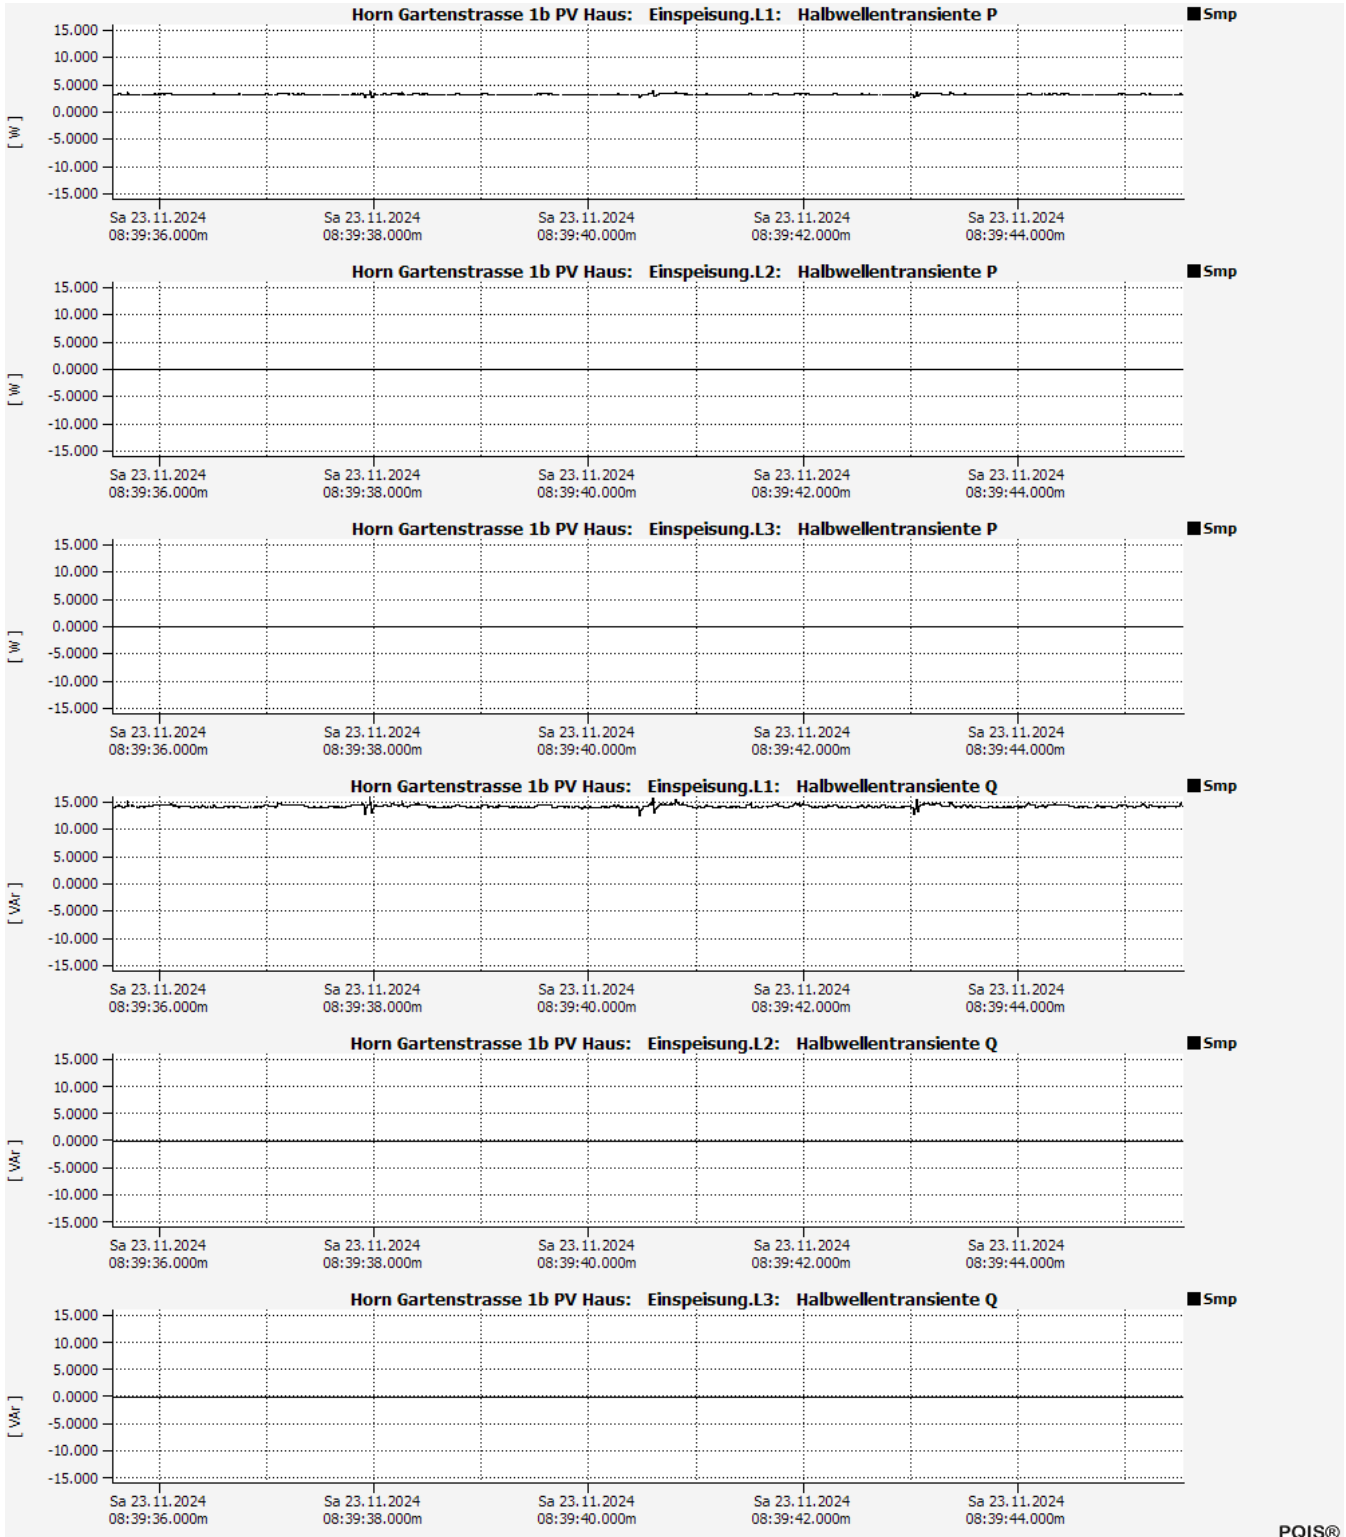 Horn Gartenstrasse 1b PV Haus: Einspeisung.L1: Halbwellentransiente P
Smp
15.000
10.000
5.0000
0.0000
-5.0000
-10.000
-15.000
[ W ]
Sa 23.11.2024 Sa 23.11.2024 Sa 23.11.2024 Sa 23.11.2024 Sa 23.11.2024
08:39:36.000m 08:39:38.000m 08:39:40.000m 08:39:42.000m 08:39:44.000m
Horn Gartenstrasse 1b PV Haus: Einspeisung.L2: Halbwellentransiente P
Smp
15.000
10.000
5.0000
0.0000
-5.0000
-10.000
-15.000
[ W ]
Sa 23.11.2024 Sa 23.11.2024 Sa 23.11.2024 Sa 23.11.2024 Sa 23.11.2024
08:39:36.000m 08:39:38.000m 08:39:40.000m 08:39:42.000m 08:39:44.000m
Horn Gartenstrasse 1b PV Haus: Einspeisung.L3: Halbwellentransiente P
Smp
15.000
10.000
5.0000
0.0000
-5.0000
-10.000
-15.000
[ W ]
Sa 23.11.2024 Sa 23.11.2024 Sa 23.11.2024 Sa 23.11.2024 Sa 23.11.2024
08:39:36.000m 08:39:38.000m 08:39:40.000m 08:39:42.000m 08:39:44.000m
Horn Gartenstrasse 1b PV Haus: Einspeisung.L1: Halbwellentransiente Q
Smp
15.000
10.000
5.0000
0.0000
-5.0000
-10.000
-15.000
[ VAr ]
Sa 23.11.2024 Sa 23.11.2024 Sa 23.11.2024 Sa 23.11.2024 Sa 23.11.2024
08:39:36.000m 08:39:38.000m 08:39:40.000m 08:39:42.000m 08:39:44.000m
Horn Gartenstrasse 1b PV Haus: Einspeisung.L2: Halbwellentransiente Q
Smp
15.000
10.000
5.0000
0.0000
-5.0000
-10.000
-15.000
[ VAr ]
Sa 23.11.2024 Sa 23.11.2024 Sa 23.11.2024 Sa 23.11.2024 Sa 23.11.2024
08:39:36.000m 08:39:38.000m 08:39:40.000m 08:39:42.000m 08:39:44.000m
Horn Gartenstrasse 1b PV Haus: Einspeisung.L3: Halbwellentransiente Q
Smp
15.000
10.000
5.0000
0.0000
-5.0000
-10.000
-15.000
[ VAr ]
Sa 23.11.2024 Sa 23.11.2024 Sa 23.11.2024 Sa 23.11.2024 Sa 23.11.2024
08:39:36.000m 08:39:38.000m 08:39:40.000m 08:39:42.000m 08:39:44.000m
PQIS®